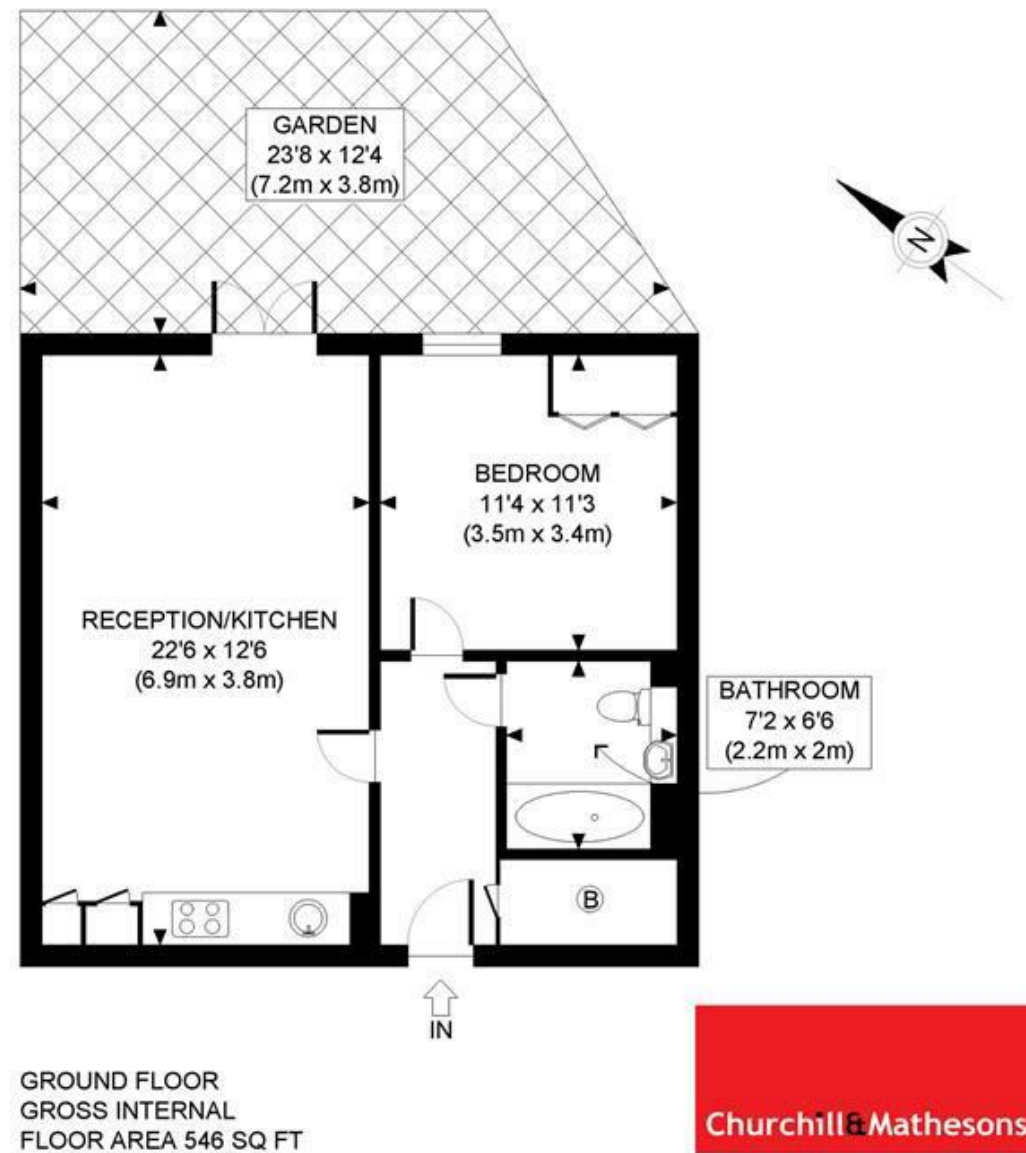 GARDEN
23'8 x 12'4
(7.2m x 3.8m)
N
BEDROOM
11'4 x 11'3
(3.5m x 3.4m)
RECEPTION/KITCHEN
22'6 x 12'6
(6.9m x 3.8m)
BATHROOM
7'2 x 6'6
(2.2m x 2m)
B
IN
GROUND FLOOR
GROSS INTERNAL
FLOOR AREA 546 SQ FT
Churchill&Mathesons